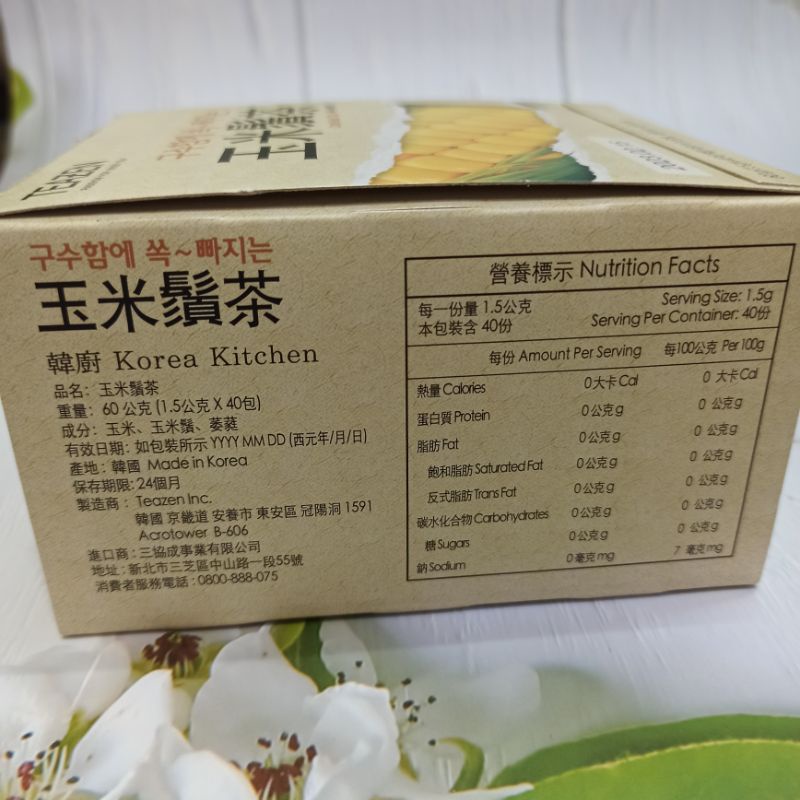 TEAZEN
玉米鬚茶
구수함에 쏙~빠지는
玉米鬚茶
韓廚 Korea Kitchen
品名: 玉米鬚茶
重量: 60 公克 (1.5公克 X 40包)
成分: 玉米、玉米鬚、萎蕤
有效日期: 如包裝所示 YYYY MM DD (西元年/月/日)
產地: 韓國 Made in Korea
保存期限: 24個月
製造商: Teazen Inc.
韓國 京畿道 安養市 東安區 冠陽洞 1591
Acrotower B-606
進口商: 三協成事業有限公司
地址: 新北市三芝區中山路一段55號
消費者服務電話: 0800-888-075
營養標示 Nutrition Facts
每一份量 1.5公克 Serving Size: 1.5g
本包裝含 40份 Serving Per Container: 40份
每份 Amount Per Serving 每100公克 Per 100g
熱量 Calories 0大卡 Cal 0 大卡 Cal
蛋白質 Protein 0公克 g 0 公克 g
脂肪 Fat 0公克 g 0 公克 g
飽和脂肪 Saturated Fat 0公克 g 0 公克 g
反式脂肪 Trans Fat 0公克 g 0 公克 g
碳水化合物 Carbohydrates 0公克 g 0 公克 g
糖 Sugars 0公克 g 0 公克 g
鈉 Sodium 0毫克 mg 7 毫克 mg